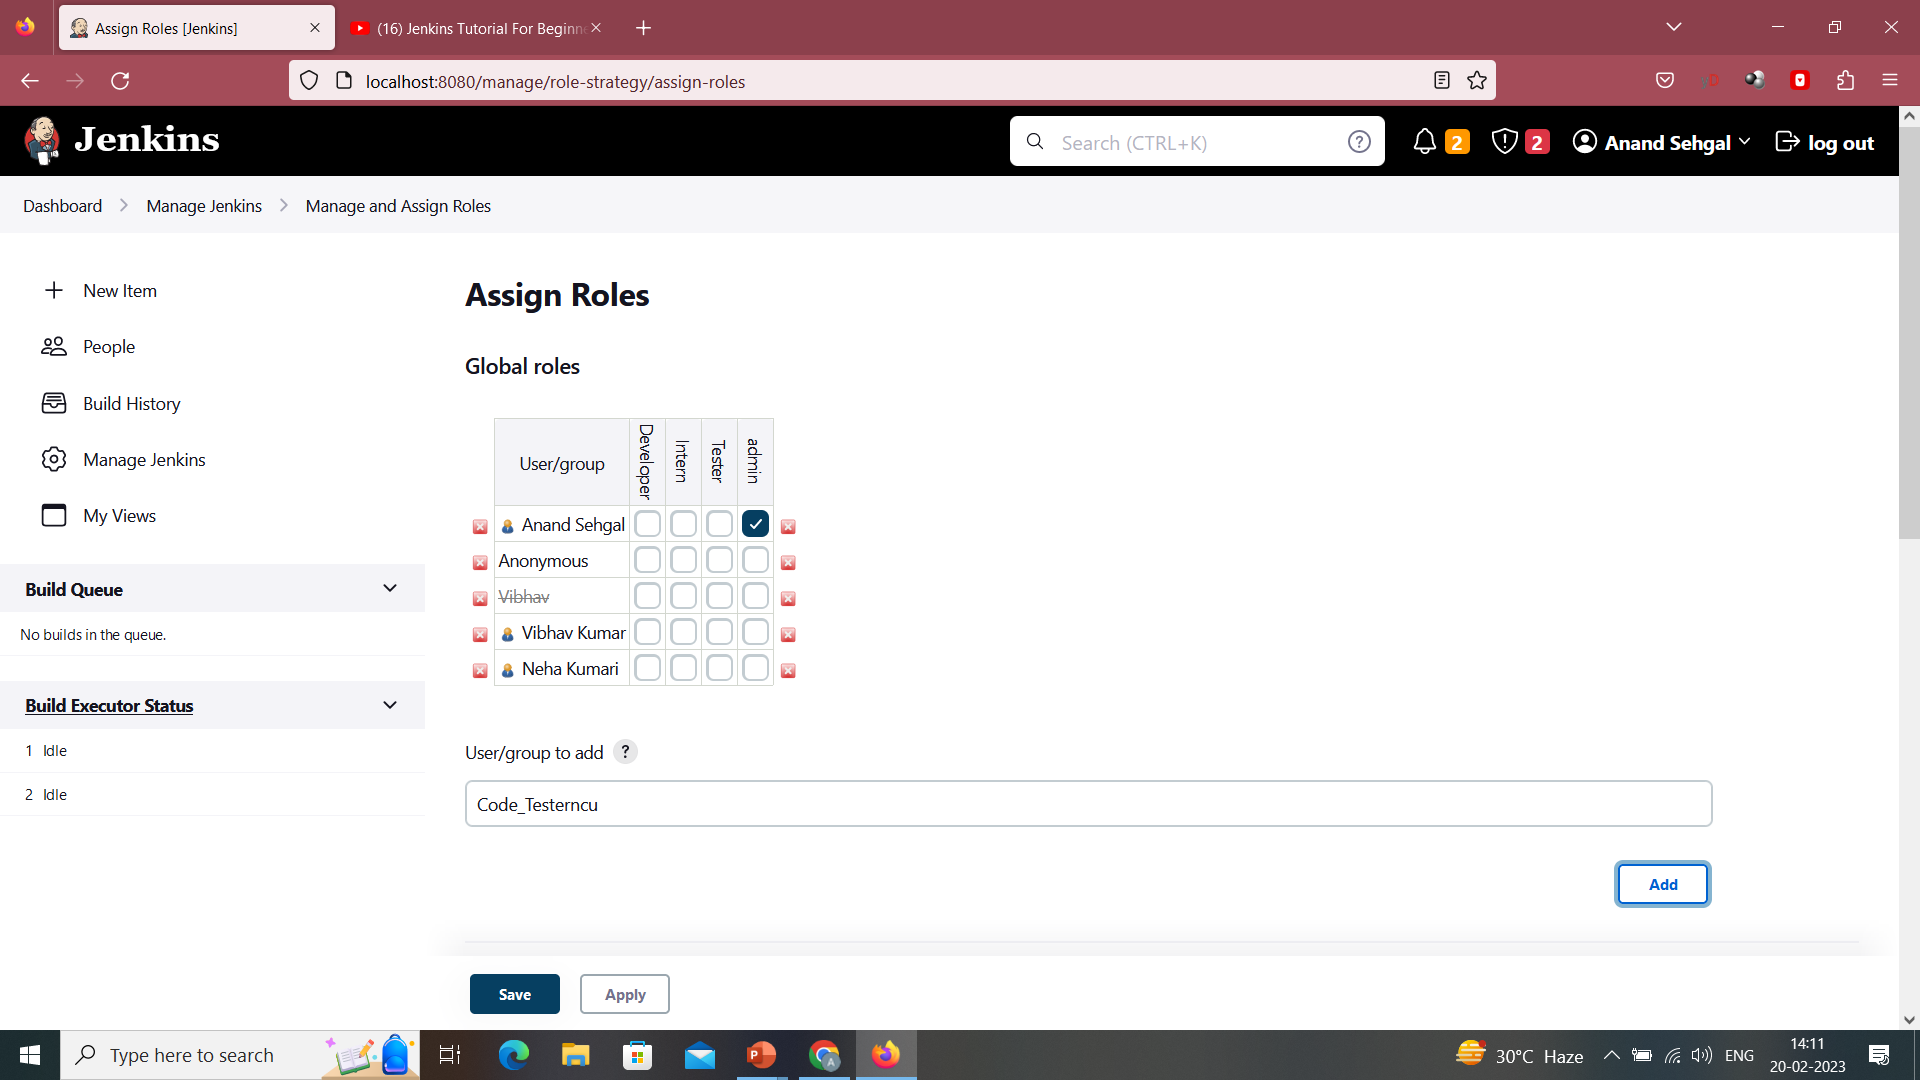 Assign Roles [Jenkins]
(16) Jenkins Tutorial For Beginne
localhost:8080/manage/role-strategy/assign-roles
Jenkins
Search (CTRL+K)
?
2
2
Anand Sehgal
log out
Dashboard
Manage Jenkins
Manage and Assign Roles
New Item
People
Build History
Manage Jenkins
My Views
Build Queue
No builds in the queue.
Build Executor Status
1 Idle
2 Idle
Assign Roles
Global roles
User/group
Developer
Intern
Tester
admin
Anand Sehgal
Anonymous
Vibhav
Vibhav Kumar
Neha Kumari
User/group to add ?
Code_Testerncu
Add
Save
Apply
Type here to search
30°C Haze
ENG
14:11
20-02-2023